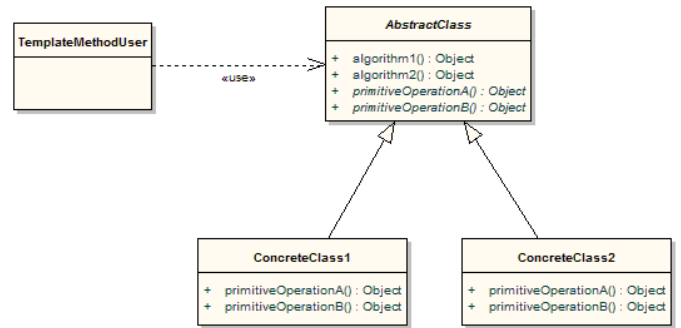 TemplateMethodUser
«use»
AbstractClass
+ algorithm1() : Object
+ algorithm2() : Object
+ primitiveOperationA() : Object
+ primitiveOperationB() : Object
ConcreteClass1
+ primitiveOperationA() : Object
+ primitiveOperationB() : Object
ConcreteClass2
+ primitiveOperationA() : Object
+ primitiveOperationB() : Object